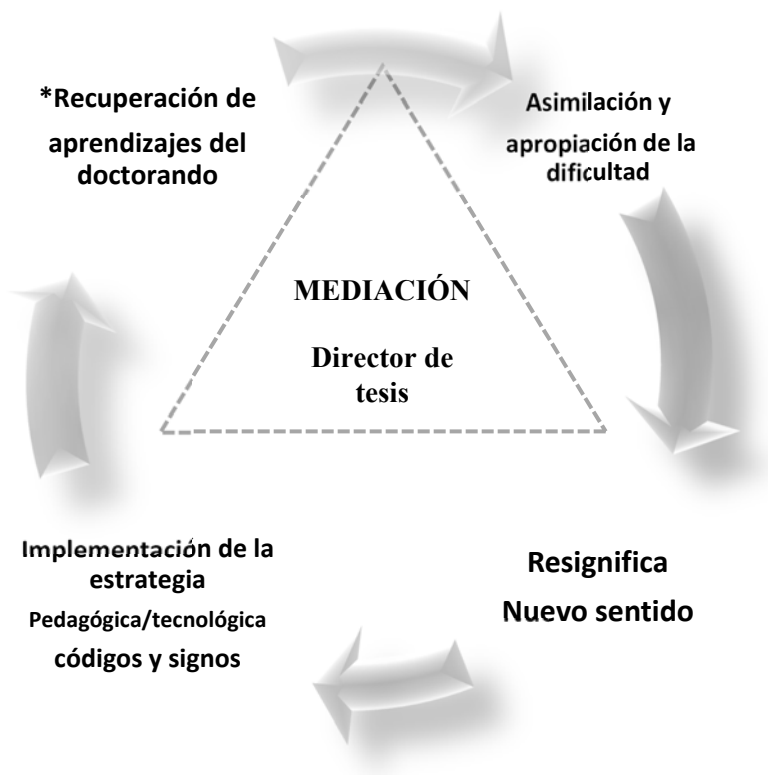 *Recuperación de
aprendizajes del
doctorando
Asimilación y
apropiación de la
dificultad
MEDIACIÓN
Director de
tesis
Resignifica
Nuevo sentido
Implementación de la
estrategia
Pedagógica/tecnológica
códigos y signos